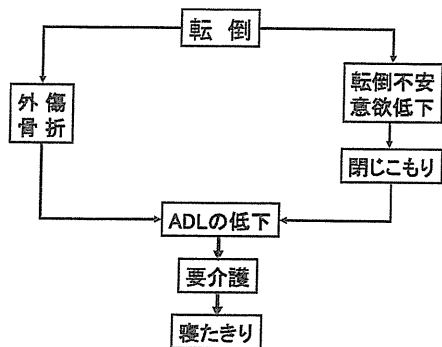 転倒
外傷
骨折
転倒不安
意欲低下
閉じこもり
ADLの低下
要介護
寝たきり